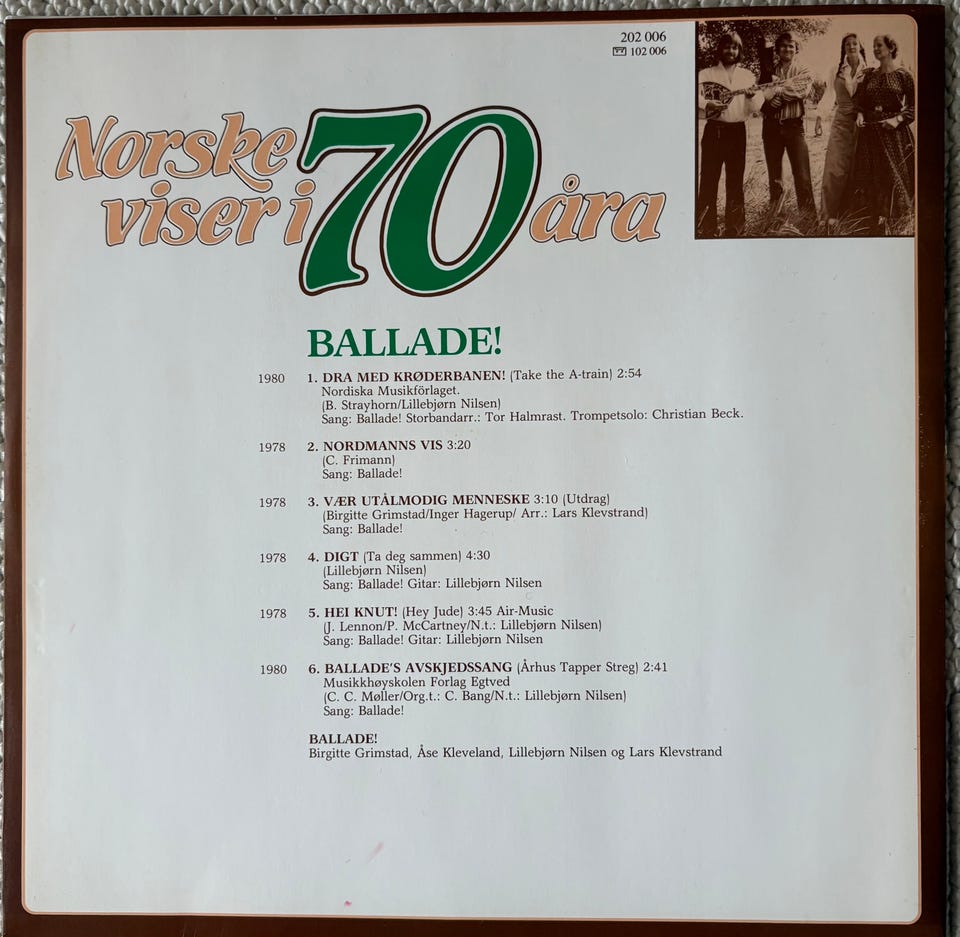 202 006
102 006
Norske
viser i 70 åra
BALLADE!
1980 1. DRA MED KRØDERBANEN! (Take the A-train) 2:54
Nordiska Musikförlaget.
(B. Strayhorn/Lillebjørn Nilsen)
Sang: Ballade! Storbandarr.: Tor Halmrast. Trompetsolo: Christian Beck.
1978 2. NORDMANNS VIS 3:20
(C. Frimann)
Sang: Ballade!
1978 3. VÆR UTÅLMODIG MENNESKE 3:10 (Utdrag)
(Birgitte Grimstad/Inger Hagerup/ Arr.: Lars Klevstrand)
Sang: Ballade!
1978 4. DIGT (Ta deg sammen) 4:30
(Lillebjørn Nilsen)
Sang: Ballade! Gitar: Lillebjørn Nilsen
1978 5. HEI KNUT! (Hey Jude) 3:45 Air-Music
(J. Lennon/P. McCartney/N.t.: Lillebjørn Nilsen)
Sang: Ballade! Gitar: Lillebjørn Nilsen
1980 6. BALLADE'S AVSKJEDSSANG (Århus Tapper Streg) 2:41
Musikkhøyskolen Forlag Egtved
(C. C. Møller/Org.t.: C. Bang/N.t.: Lillebjørn Nilsen)
Sang: Ballade!
BALLADE!
Birgitte Grimstad, Åse Kleveland, Lillebjørn Nilsen og Lars Klevstrand